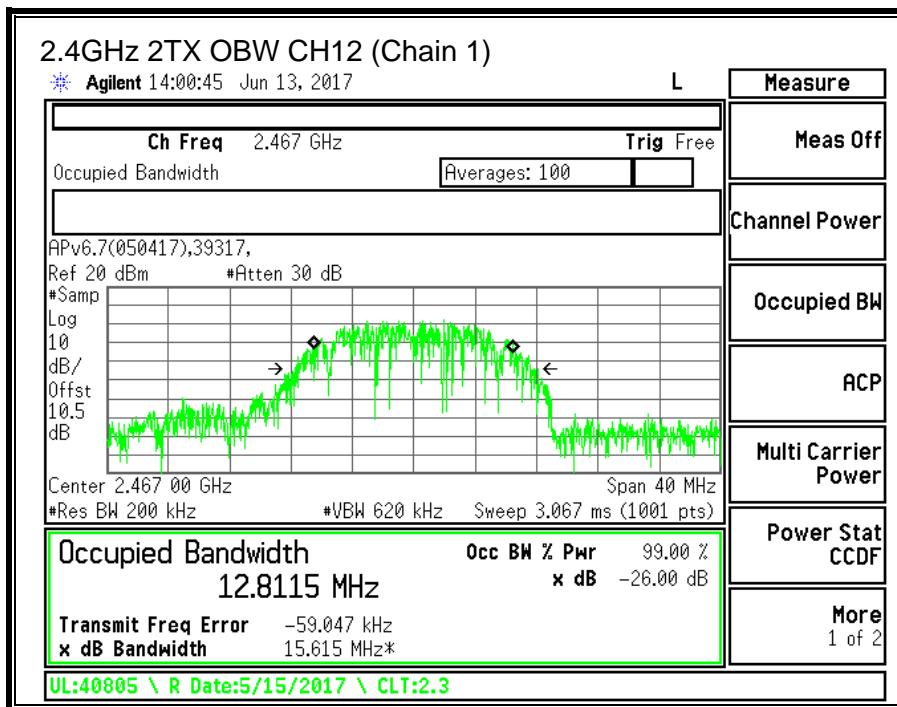 2.4GHz 2TX OBW CH12 (Chain 1)
Agilent 14:00:45 Jun 13, 2017 L
Measure
Ch Freq 2.467 GHz Trig Free
Meas Off
Occupied Bandwidth Averages: 100
Channel Power
APv6.7(050417),39317,
Ref 20 dBm #Atten 30 dB
#Samp
Log
10
dB/
Offst
10.5
dB
Occupied BW
ACP
Multi Carrier
Power
Center 2.467 00 GHz Span 40 MHz
#Res BW 200 kHz #VBW 620 kHz Sweep 3.067 ms (1001 pts)
Power Stat
CCDF
Occupied Bandwidth Occ BW % Pwr 99.00 %
12.8115 MHz x dB -26.00 dB
Transmit Freq Error -59.047 kHz
x dB Bandwidth 15.615 MHz*
More
1 of 2
UL:40805 \ R Date:5/15/2017 \ CLT:2.3